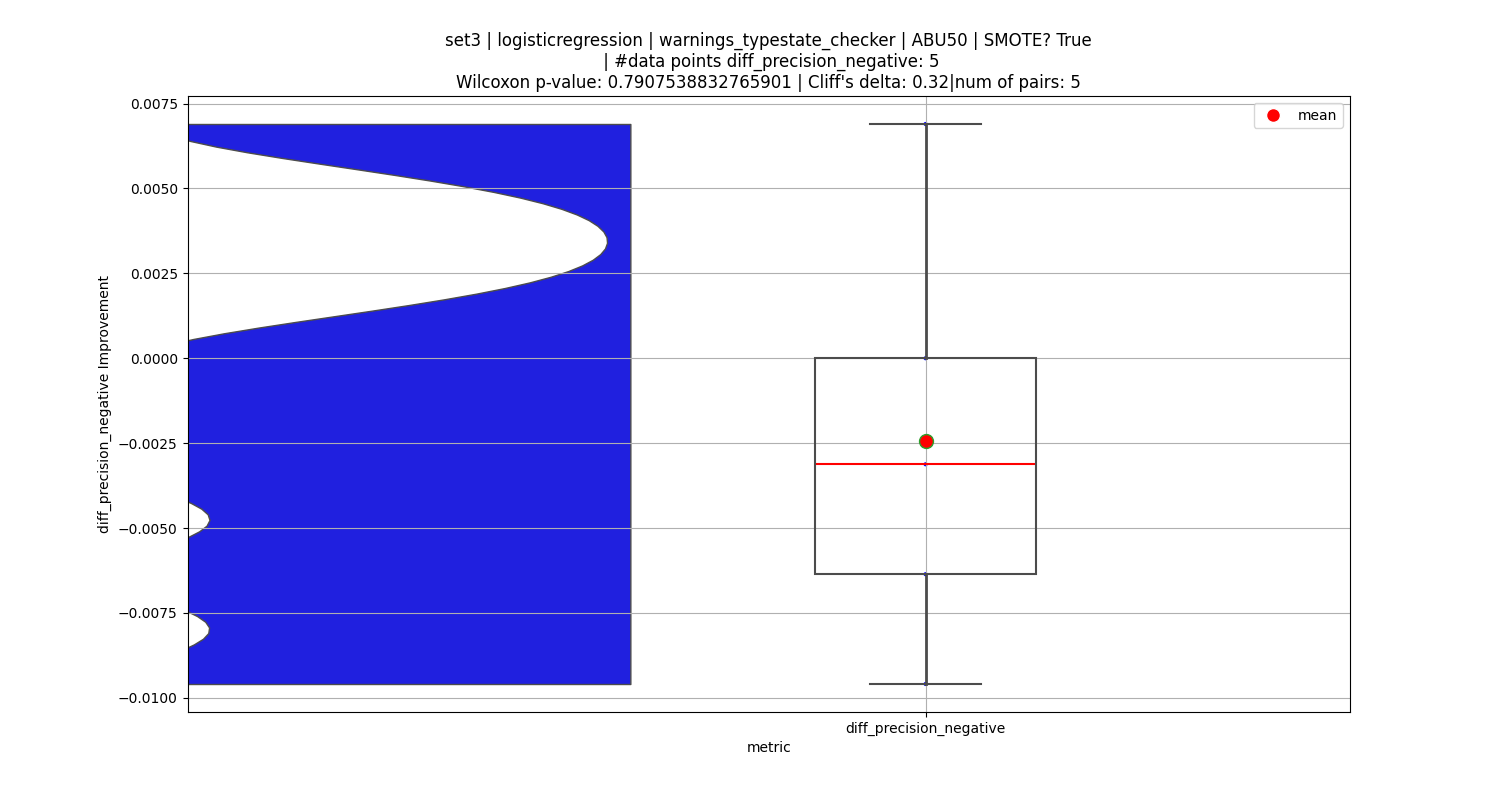 set3 | logisticregression | warnings_typestate_checker | ABU50 | SMOTE? True
| #data points diff_precision_negative: 5
Wilcoxon p-value: 0.7907538832765901 | Cliff's delta: 0.32|num of pairs: 5
mean
0.0075
0.0050
0.0025
0.0000
−0.0025
−0.0050
−0.0075
−0.0100
diff_precision_negative Improvement
diff_precision_negative
metric